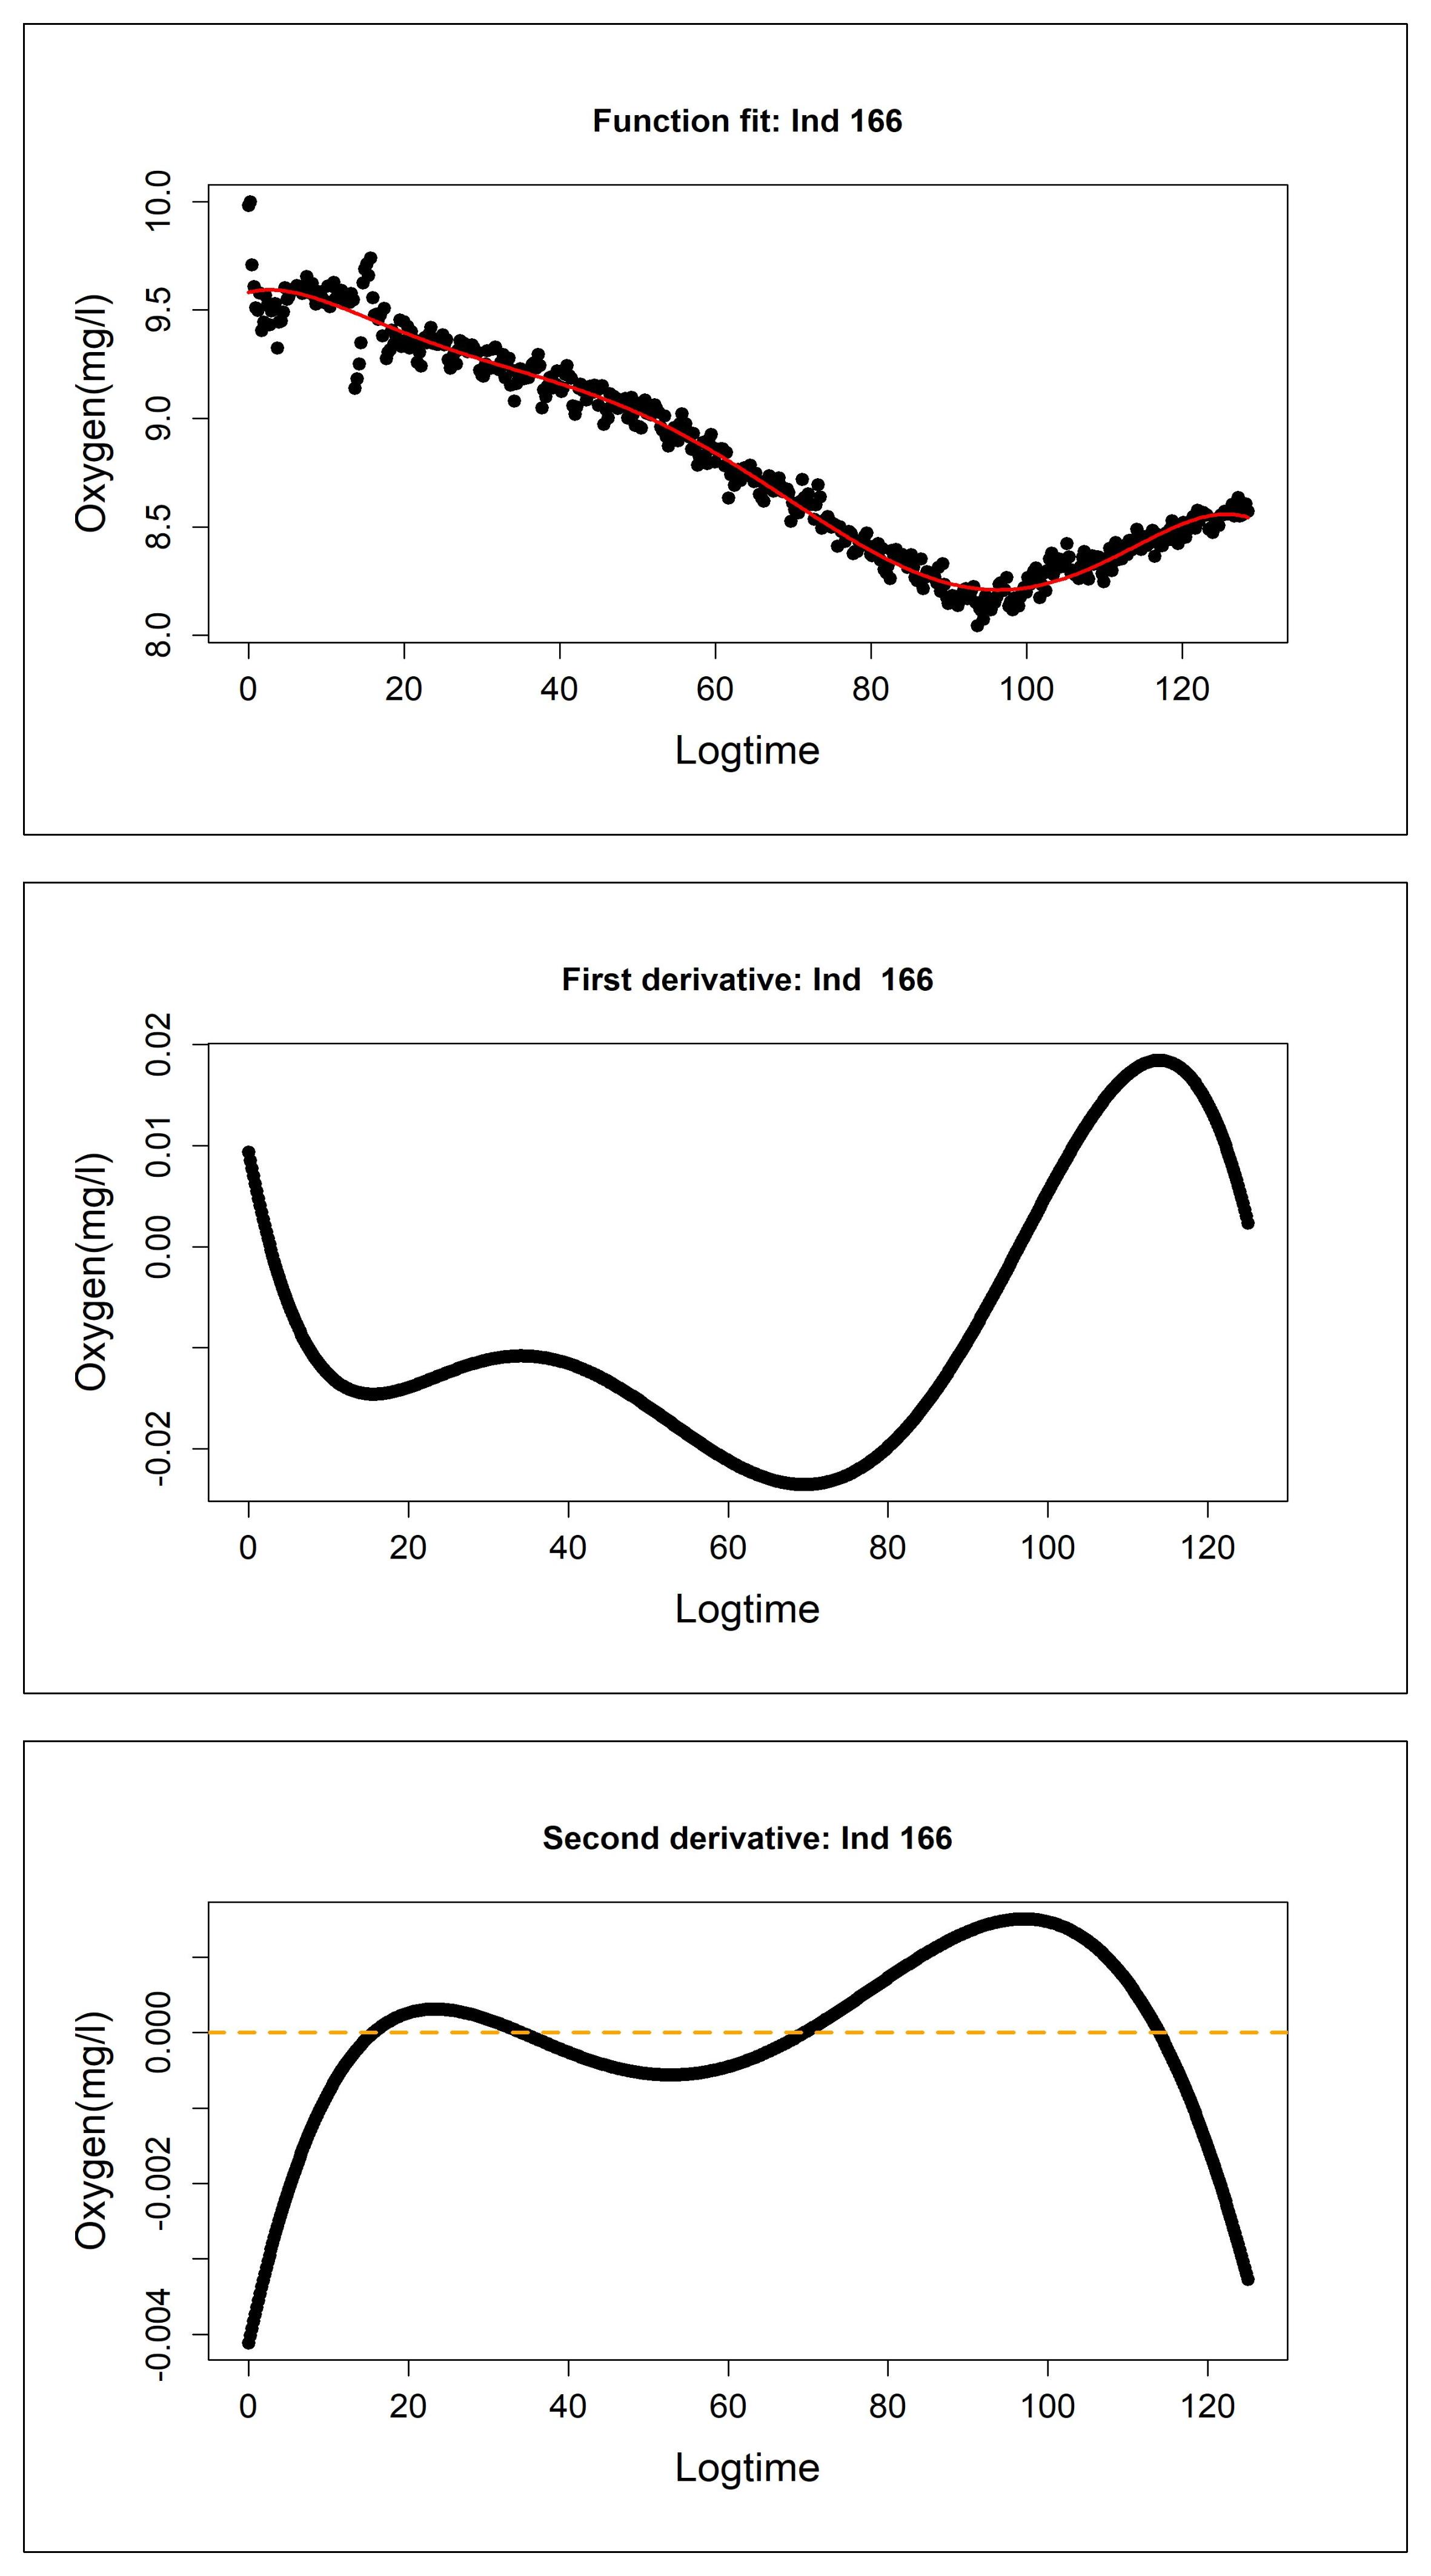 Function fit: Ind 166
10.0
9.5
9.0
8.5
8.0
Oxygen(mg/l)
0 20 40 60 80 100 120
Logtime
First derivative: Ind  166
0.02
0.01
0.00
-0.02
Oxygen(mg/l)
0 20 40 60 80 100 120
Logtime
Second derivative: Ind 166
0.000
-0.002
-0.004
Oxygen(mg/l)
0 20 40 60 80 100 120
Logtime